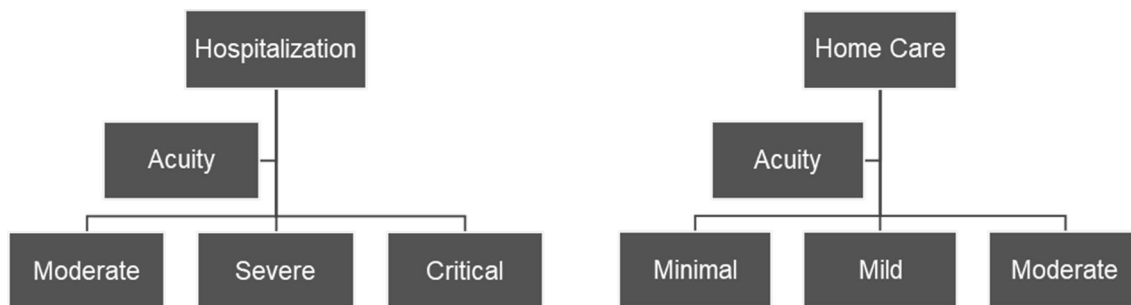 Hospitalization
Acuity
Moderate
Severe
Critical
Home Care
Acuity
Minimal
Mild
Moderate